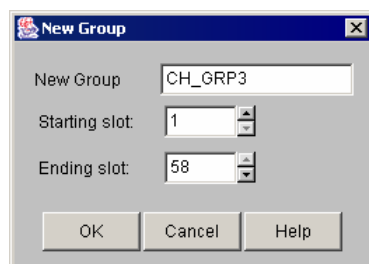 New Group
New Group CH_GRP3
Starting slot: 1
Ending slot: 58
OK Cancel Help